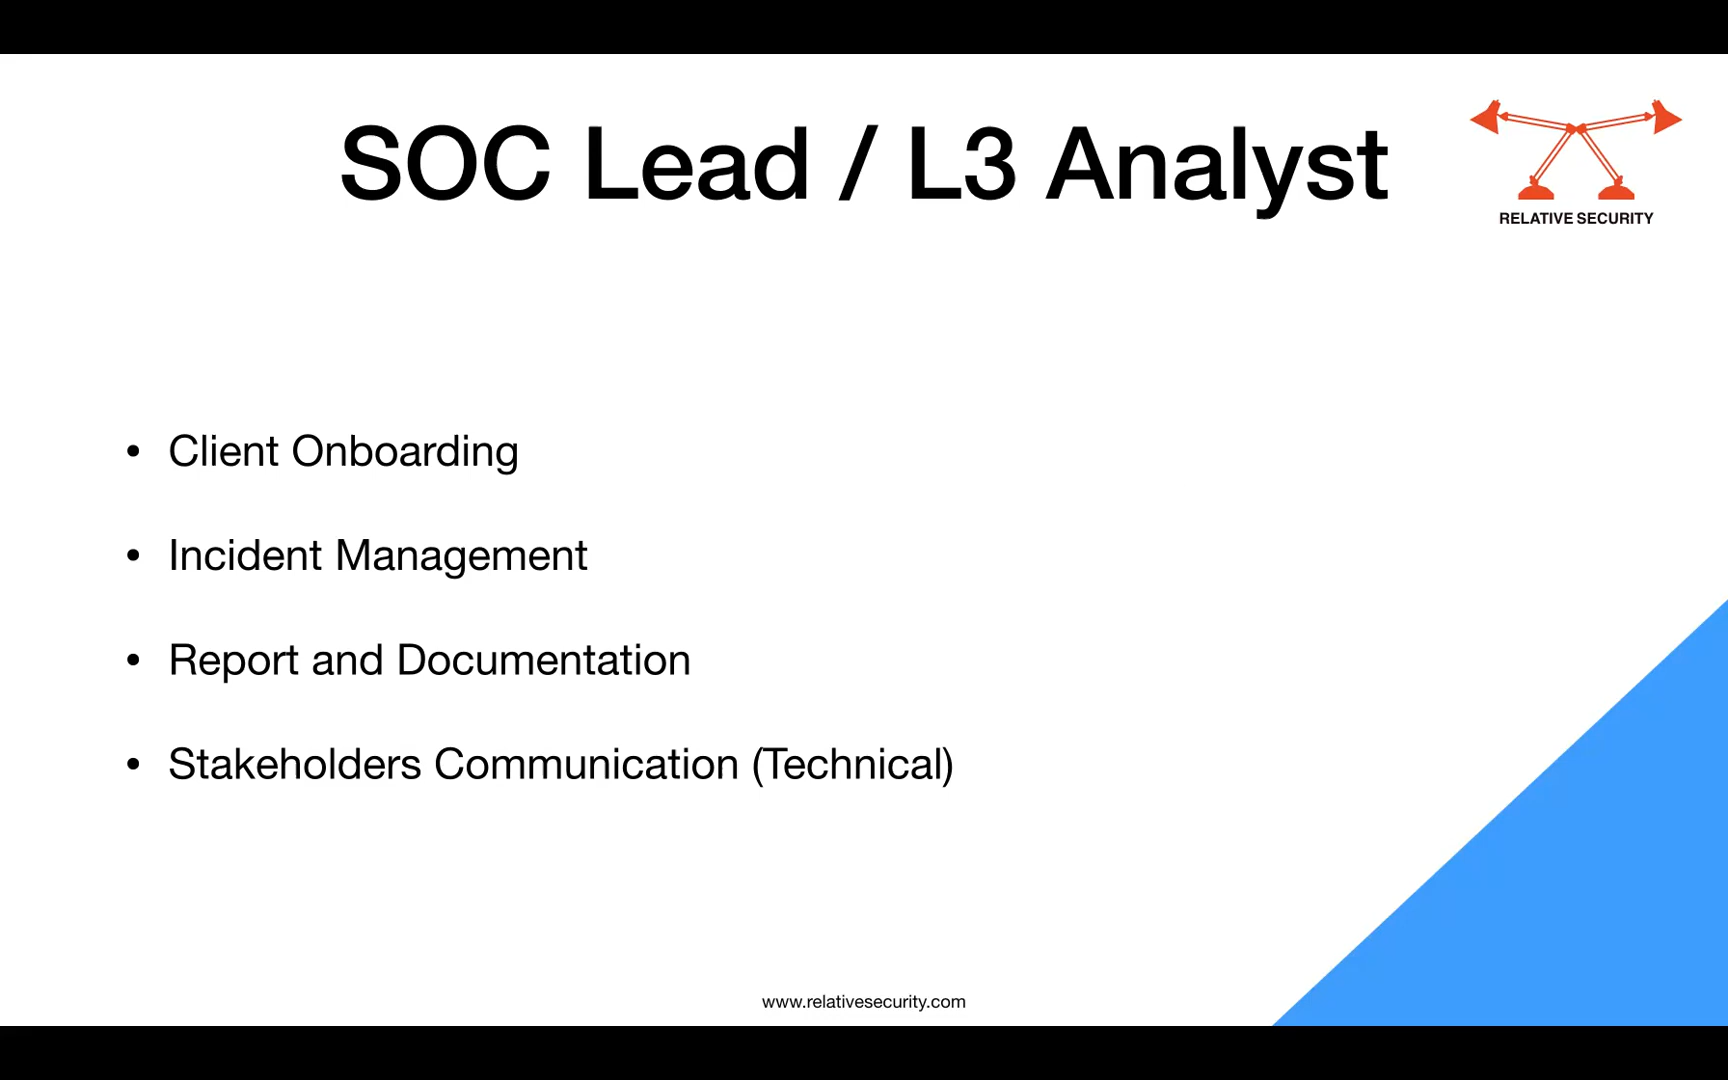 SOC Lead / L3 Analyst
RELATIVE SECURITY
• Client Onboarding
• Incident Management
• Report and Documentation
• Stakeholders Communication (Technical)
www.relativesecurity.com